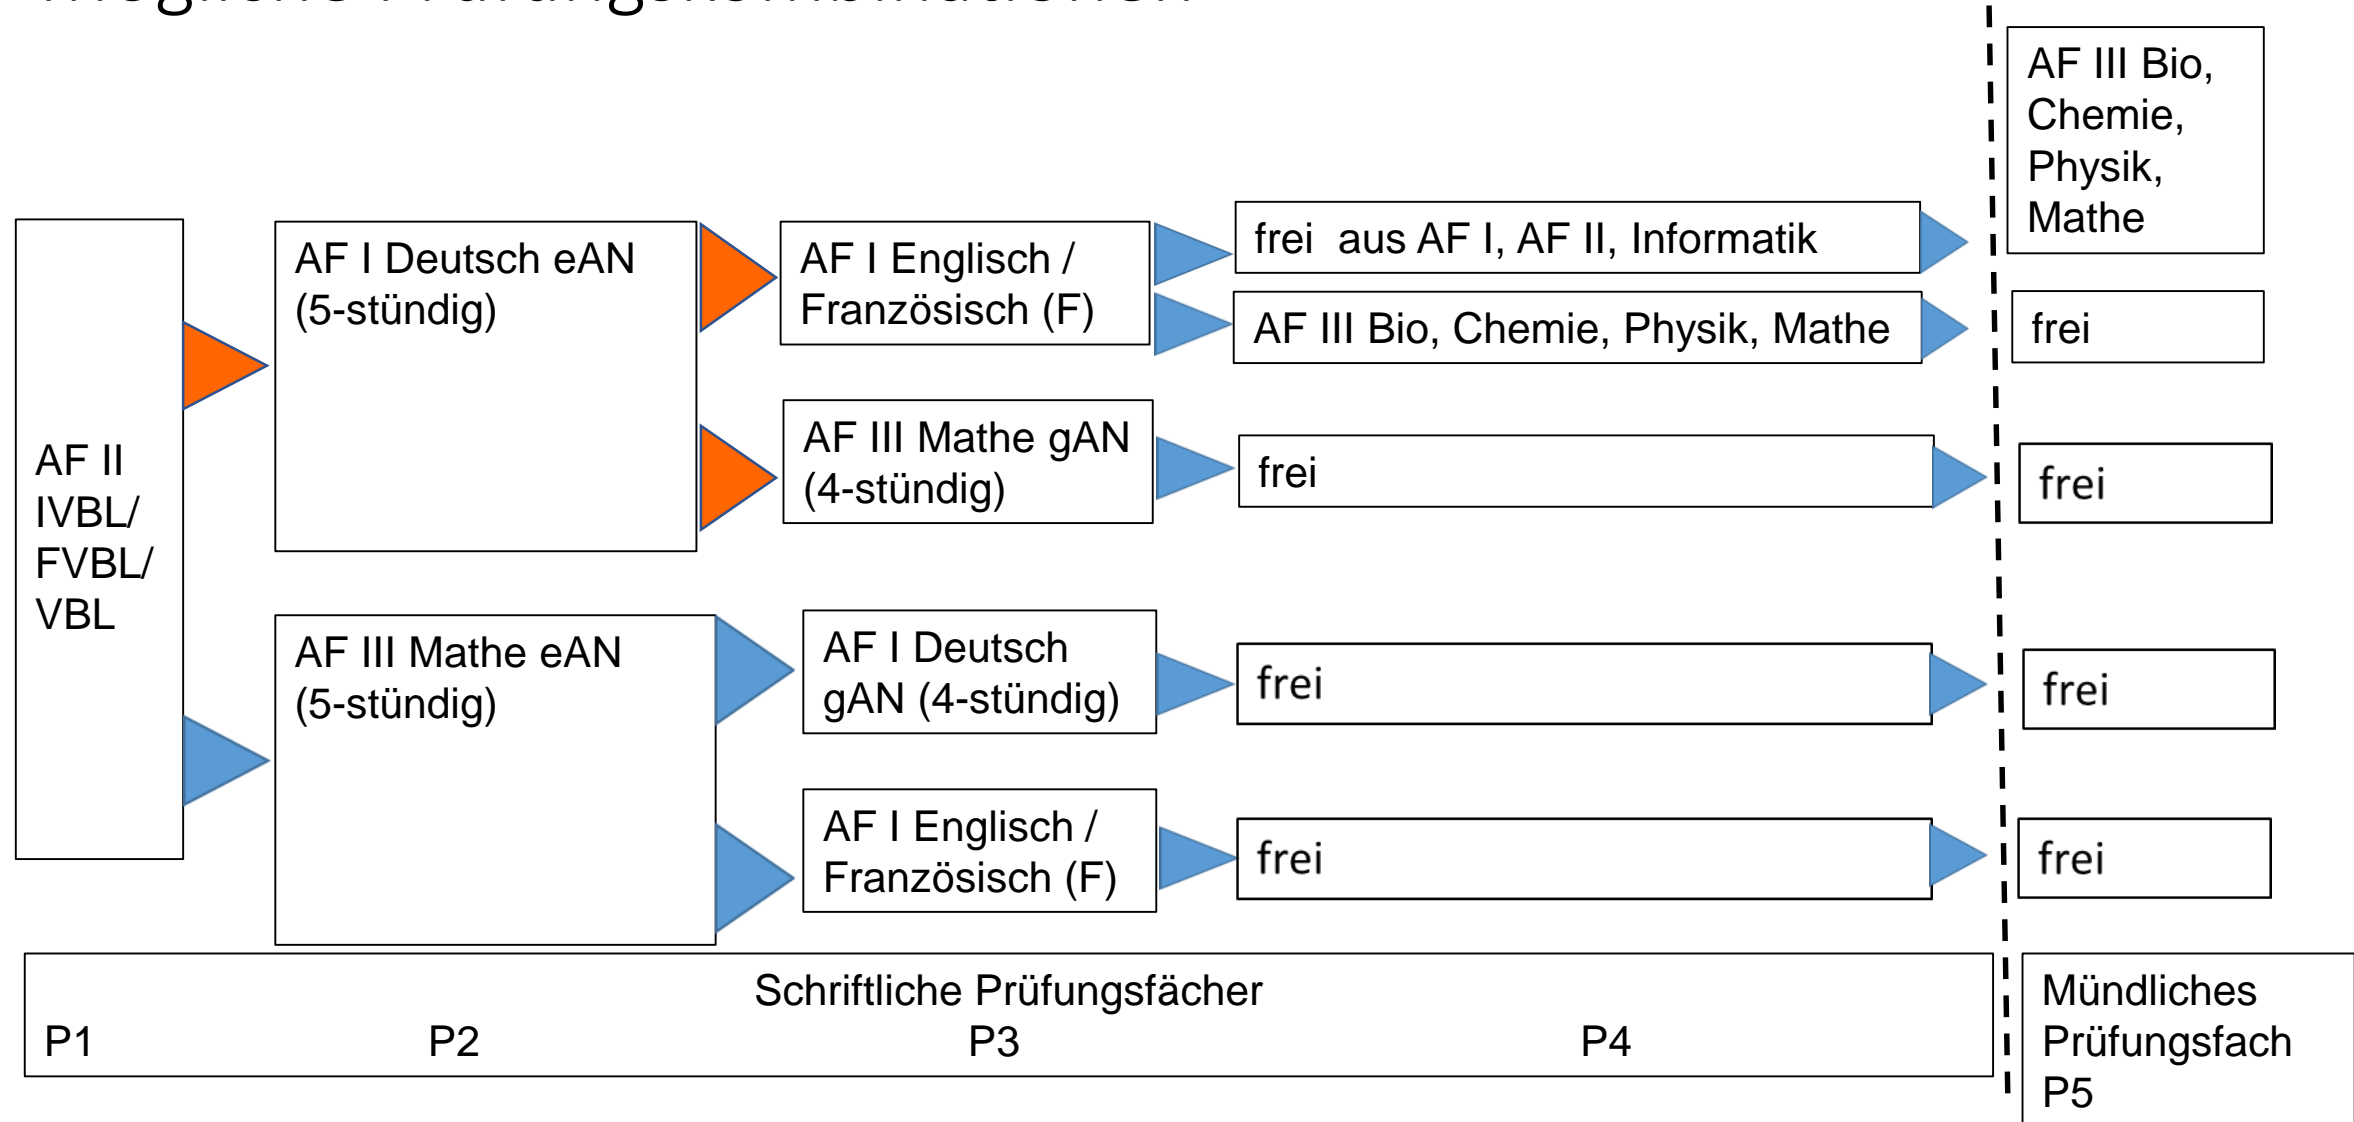 AF III Bio,
Chemie,
Physik,
Mathe
AF II
IVBL/
FVBL/
VBL
AF I Deutsch eAN
(5-stündig)
AF I Englisch /
Französisch (F)
frei aus AF I, AF II, Informatik
AF III Bio, Chemie, Physik, Mathe
frei
AF III Mathe gAN
(4-stündig)
frei
frei
AF III Mathe eAN
(5-stündig)
AF I Deutsch
gAN (4-stündig)
frei
frei
AF I Englisch /
Französisch (F)
frei
frei
Schriftliche Prüfungsfächer
P1 P2 P3 P4
Mündliches
Prüfungsfach
P5